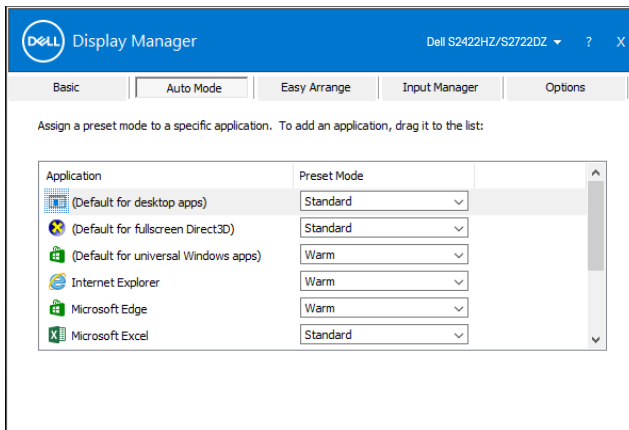 DELL Display Manager Dell S2422HZ/S2722DZ ? X
Basic Auto Mode Easy Arrange Input Manager Options
Assign a preset mode to a specific application. To add an application, drag it to the list:
Application Preset Mode
(Default for desktop apps) Standard
(Default for fullscreen Direct3D) Standard
(Default for universal Windows apps) Warm
Internet Explorer Warm
Microsoft Edge Warm
Microsoft Excel Standard